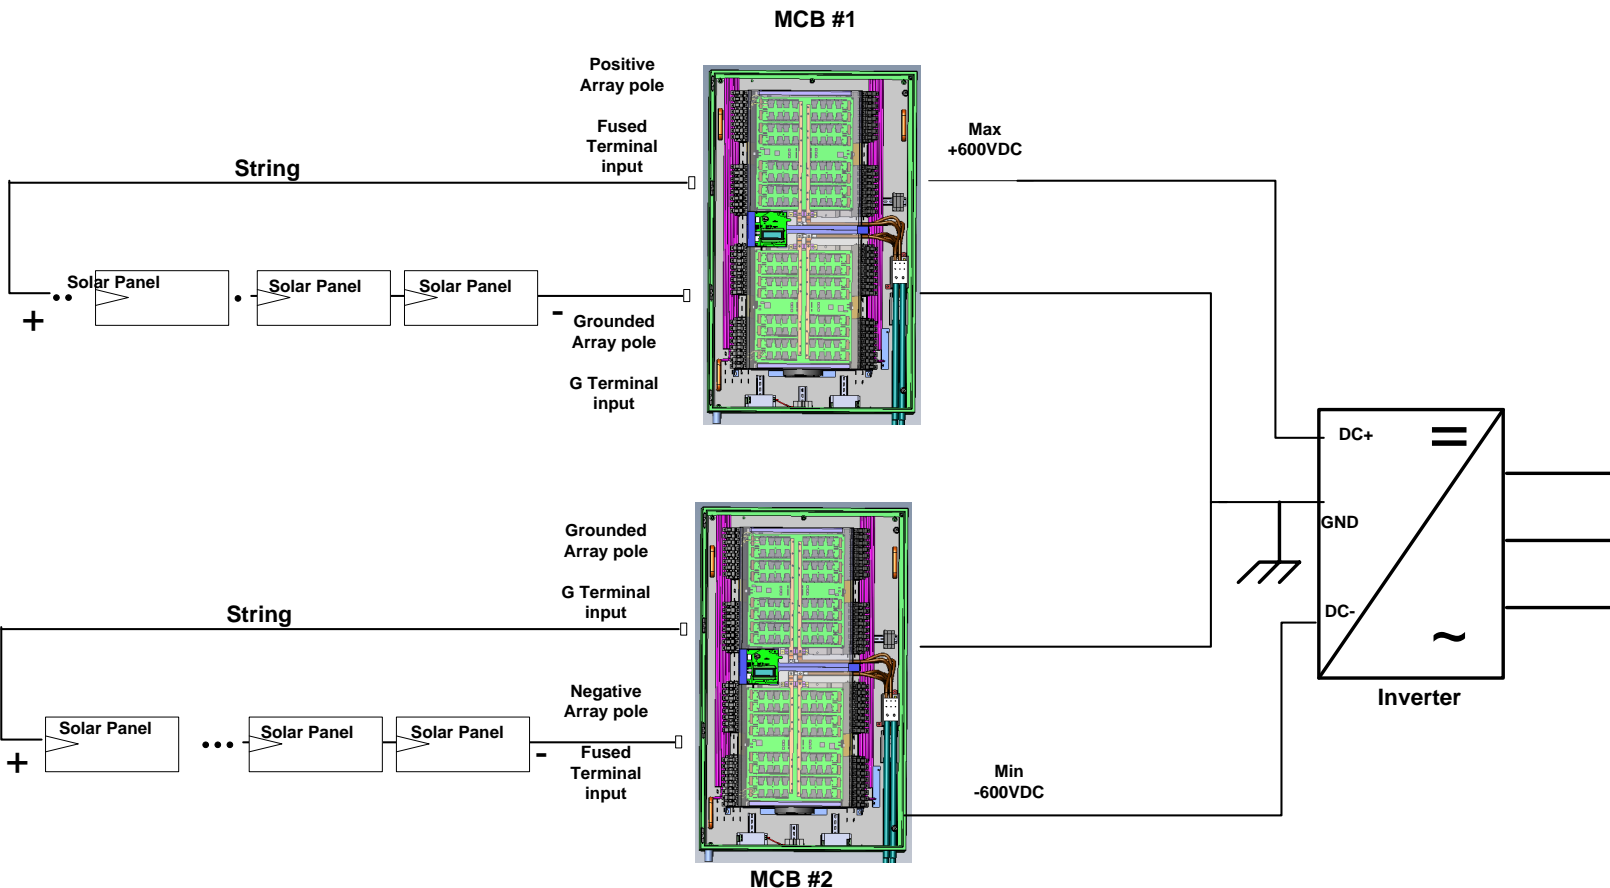 MCB #1
Positive
Array pole
Fused
Terminal
input
Max
+600VDC
String
Solar Panel
Solar Panel
Solar Panel
+
-
Grounded
Array pole
G Terminal
input
DC+
=
GND
DC-
~
Inverter
Grounded
Array pole
G Terminal
input
String
Negative
Array pole
Solar Panel
Solar Panel
Solar Panel
+
-
Fused
Terminal
input
Min
-600VDC
MCB #2